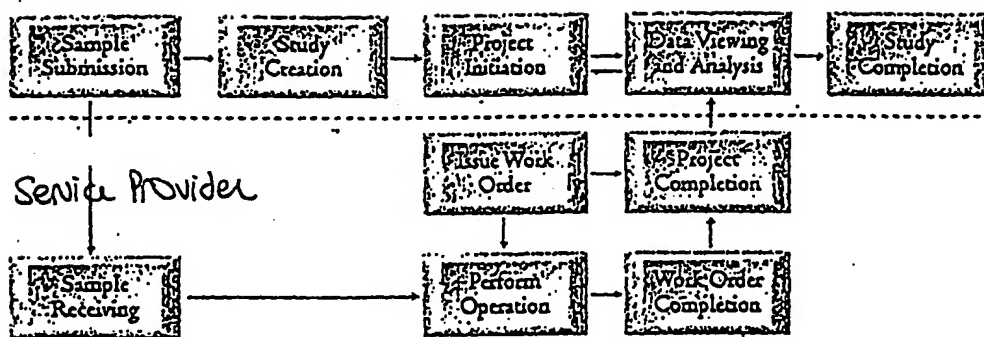 Sample
Submission
Study
Creation
Project
Initiation
Data Viewing
and Analysis
Study
Completion
Issue Work
Order
Project
Completion
Service Provider
Sample
Receiving
Perform
Operation
Work Order
Completion